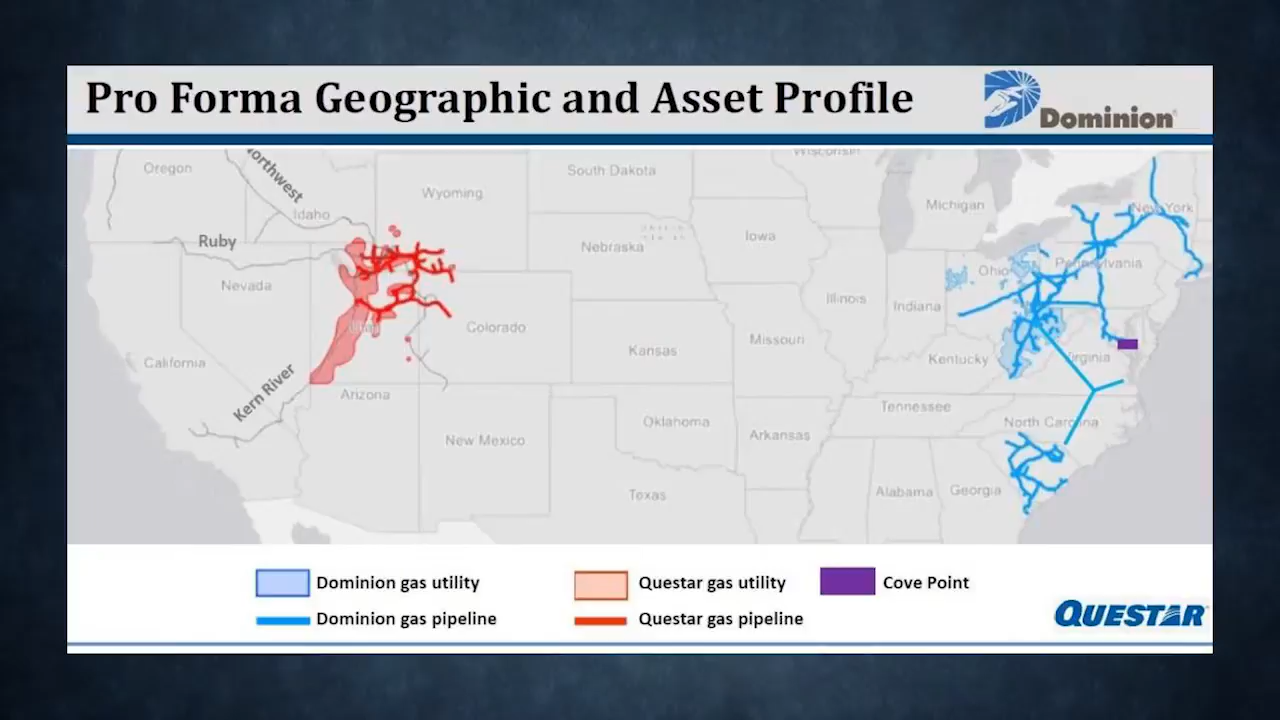 Pro Forma Geographic and Asset Profile
Dominion
Wisconsin
Oregon
Northwest
South Dakota
Wyoming
Michigan
New York
Idaho
Ruby
Nebraska
Iowa
Pennsylvania
Ohio
Nevada
Illinois
Indiana
Utah
Colorado
Missouri
Kansas
Kentucky
Virginia
California
Kern River
Arizona
Tennessee
Oklahoma
North Carolina
New Mexico
Arkansas
Texas
Alabama
Georgia
Dominion gas utility
Questar gas utility
Cove Point
Dominion gas pipeline
Questar gas pipeline
QUESTAR